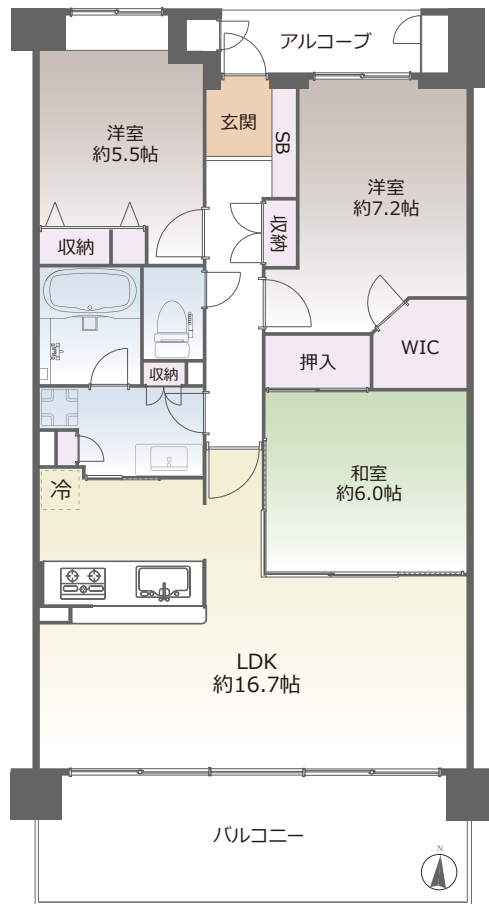 アルコーブ
玄関
SB
洋室
約5.5帖
洋室
約7.2帖
収納
収納
収納
押入
WIC
和室
約6.0帖
冷
LDK
約16.7帖
バルコニー
N